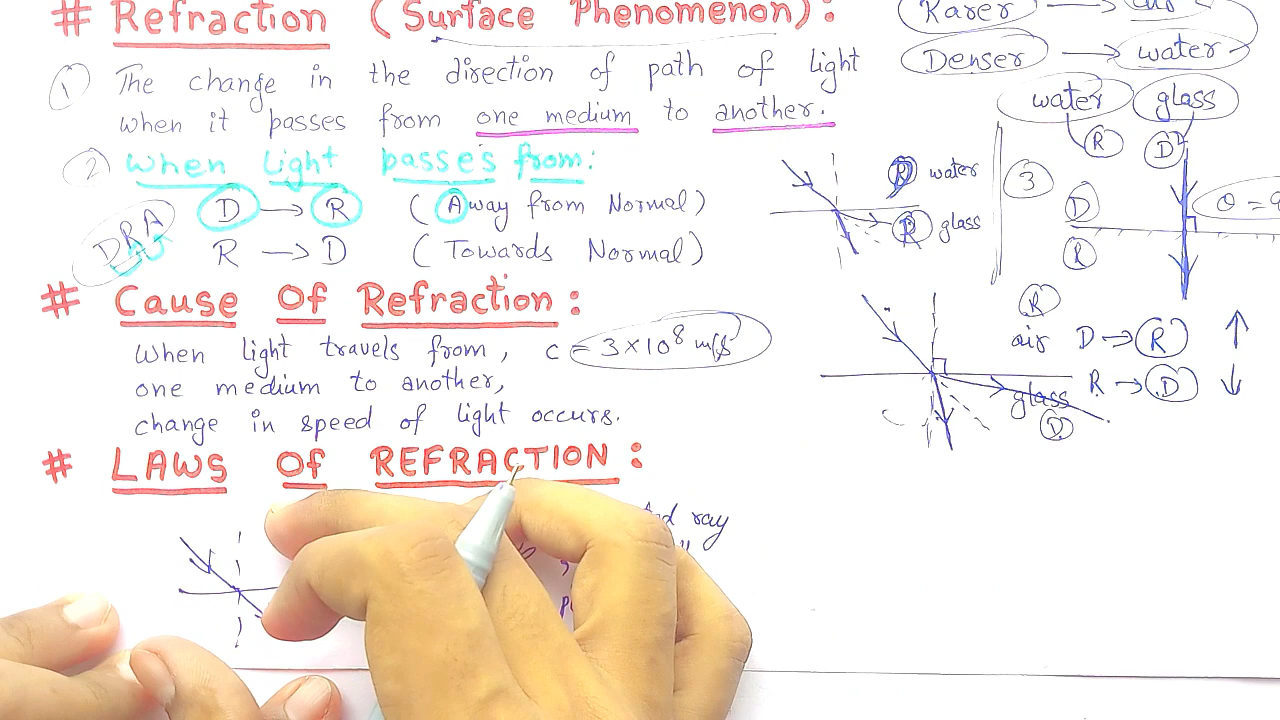 # Refraction (Surface Phenomenon):
1 The change in the direction of path of light
when it passes from one medium to another.
2 When light passes from:
D → R (Away from Normal)
DRA
R → D (Towards Normal)
# Cause Of Refraction:
When light travels from, c = 3×10⁸ m/s
one medium to another,
change in speed of light occurs.
# LAWS Of REFRACTION:
ray
Rarer →
Denser → water
water glass
R D
R water
R glass
3
D
R
θ = 9
R
air D → R ↑
glass R → D ↓
D